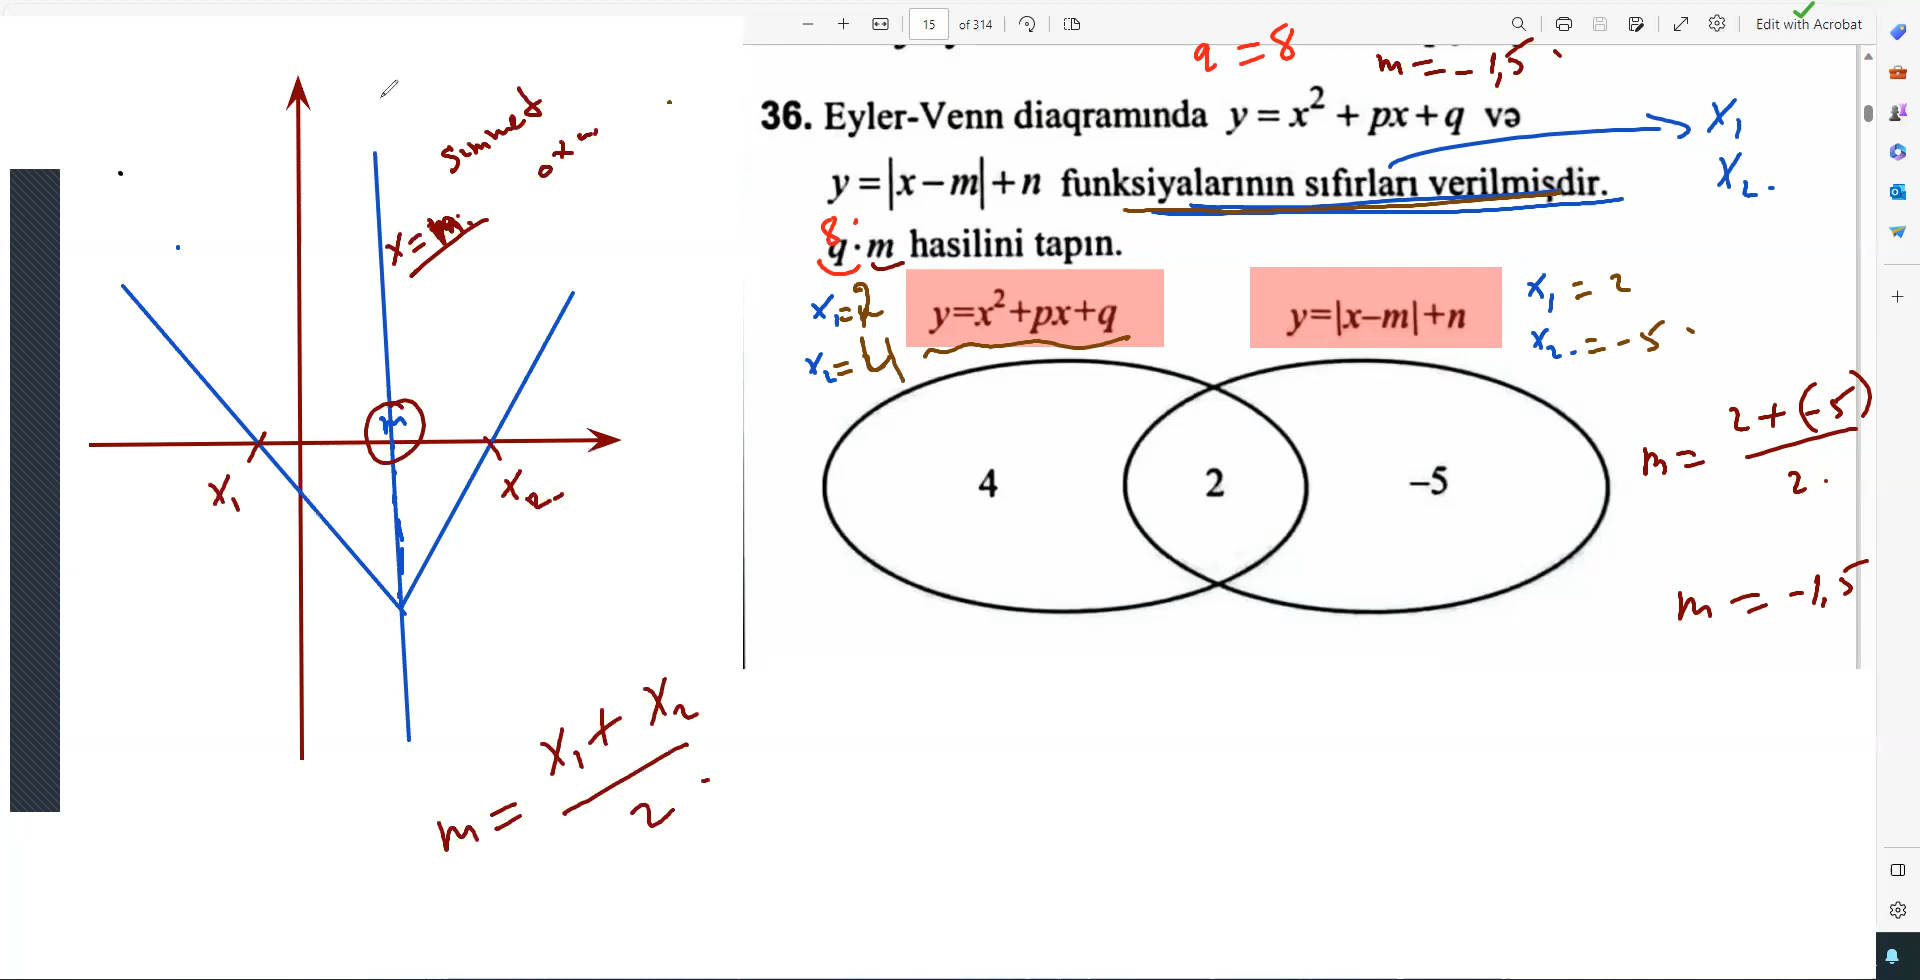 15 of 314
Edit with Acrobat
q = 8
m = -1,5
36. Eyler-Venn diaqramında y = x² + px + q və
y = |x − m| + n funksiyalarının sıfırları verilmişdir.
8
q · m hasilini tapın.
x₁
x₂.
x₁ = 2
x₂ = 4
y=x²+px+q
y=|x–m|+n
x₁ = 2
x₂. = -5
4
2
–5
m = 2 + (-5) / 2.
m = -1,5
x = m.
m
x₁
x₂
m = x₁ + x₂ / 2